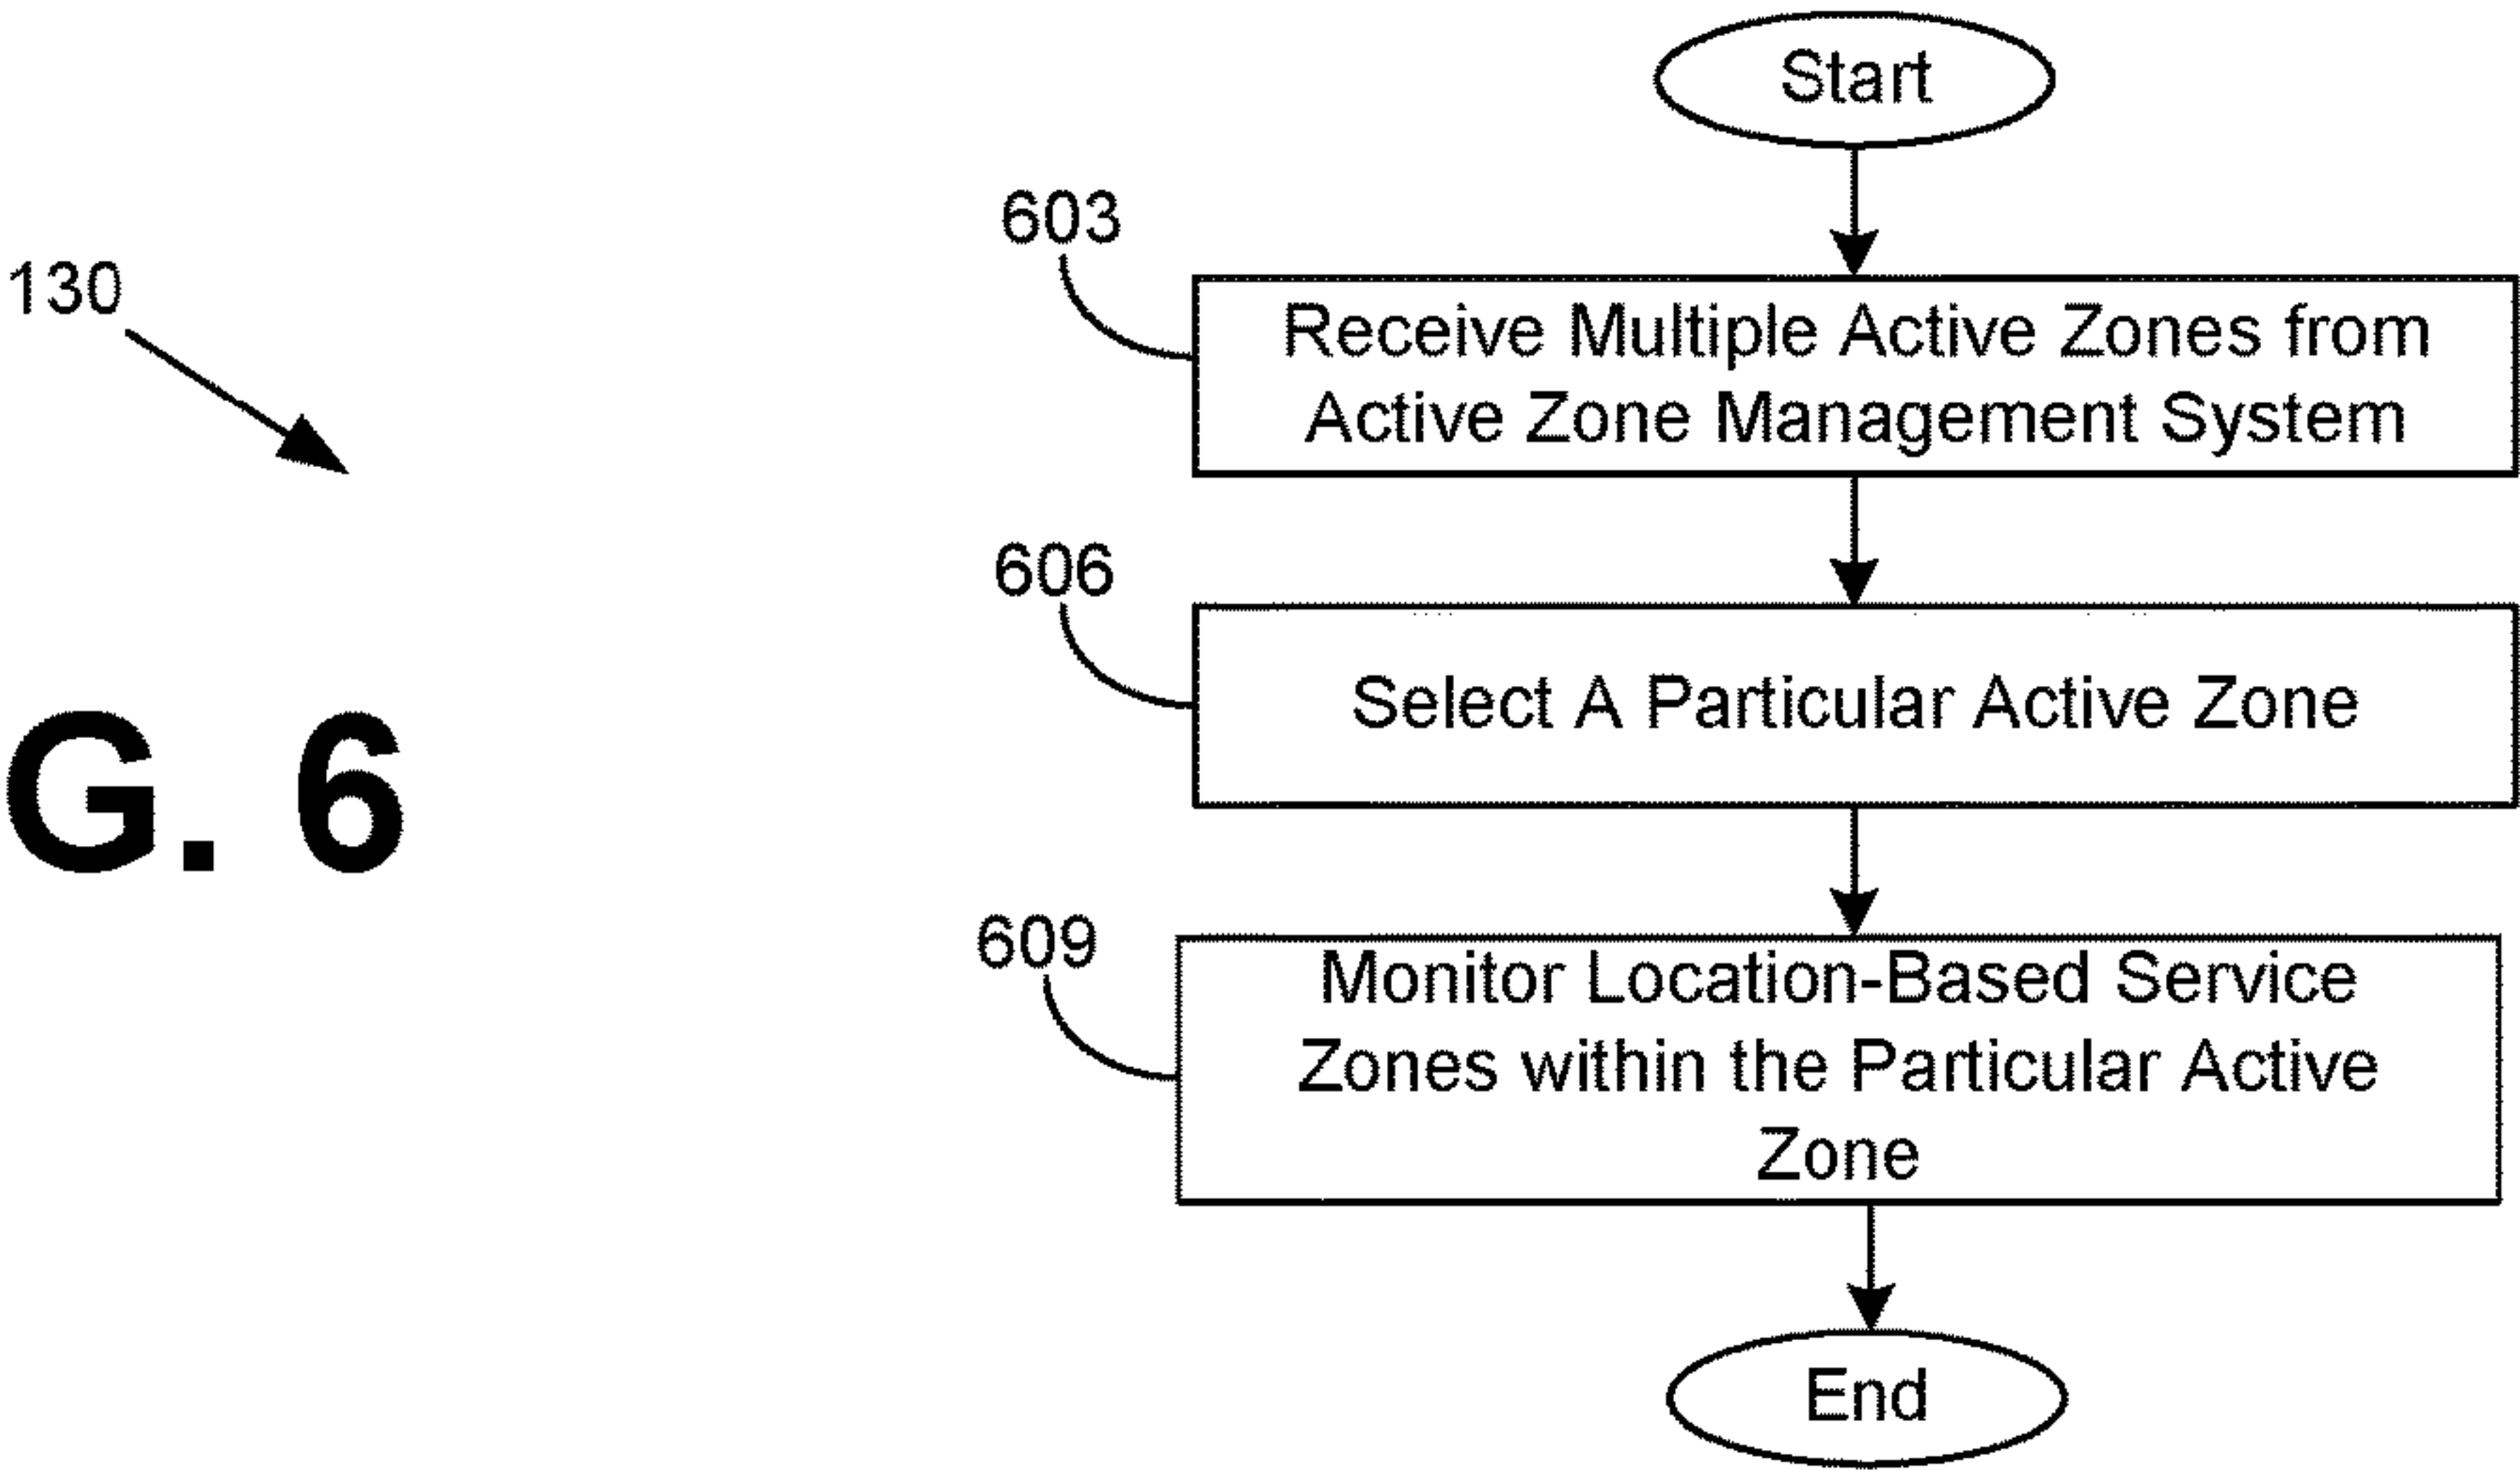 Start
603
130
Receive Multiple Active Zones from
Active Zone Management System
606
Select A Particular Active Zone
G. 6
609
Monitor Location-Based Service
Zones within the Particular Active
Zone
End